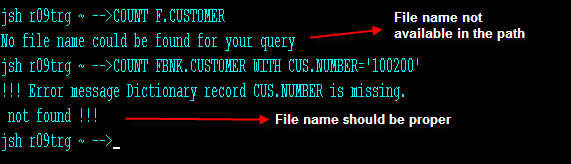 jsh r09trg ~ -->COUNT F.CUSTOMER
File name not
available in the path
No file name could be found for your query
jsh r09trg ~ -->COUNT FBNK.CUSTOMER WITH CUS.NUMBER='100200'
!!! Error message Dictionary record CUS.NUMBER is missing.
not found !!!
File name should be proper
jsh r09trg ~ -->_